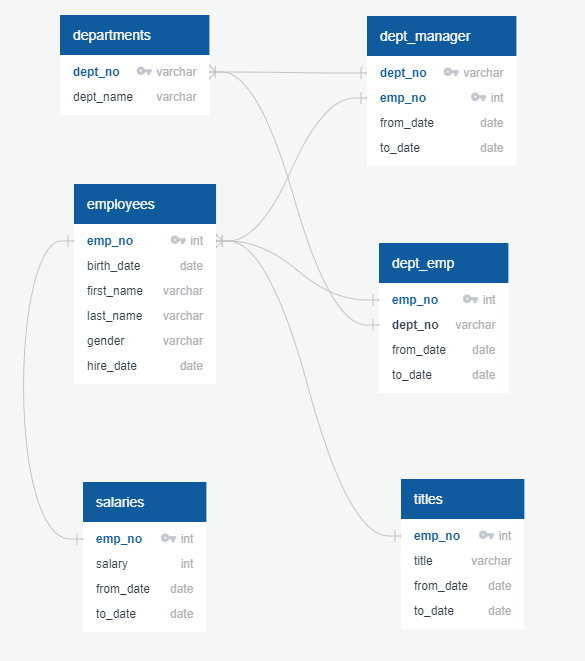 departments
dept_no varchar
dept_name varchar
dept_manager
dept_no varchar
emp_no int
from_date date
to_date date
employees
emp_no int
birth_date date
first_name varchar
last_name varchar
gender varchar
hire_date date
dept_emp
emp_no int
dept_no varchar
from_date date
to_date date
salaries
emp_no int
salary int
from_date date
to_date date
titles
emp_no int
title varchar
from_date date
to_date date